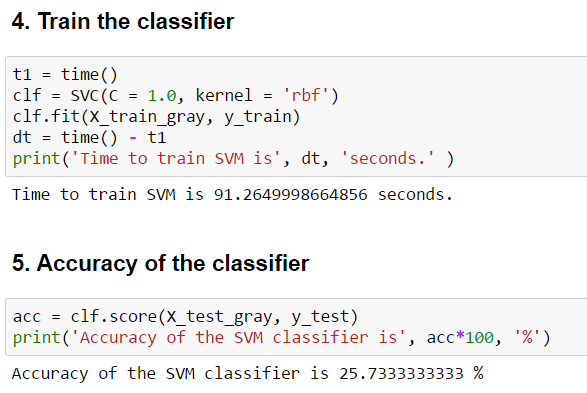 4. Train the classifier
t1 = time()
clf = SVC(C = 1.0, kernel = 'rbf')
clf.fit(X_train_gray, y_train)
dt = time() - t1
print('Time to train SVM is', dt, 'seconds.' )
Time to train SVM is 91.2649998664856 seconds.
5. Accuracy of the classifier
acc = clf.score(X_test_gray, y_test)
print('Accuracy of the SVM classifier is', acc*100, '%')
Accuracy of the SVM classifier is 25.7333333333 %